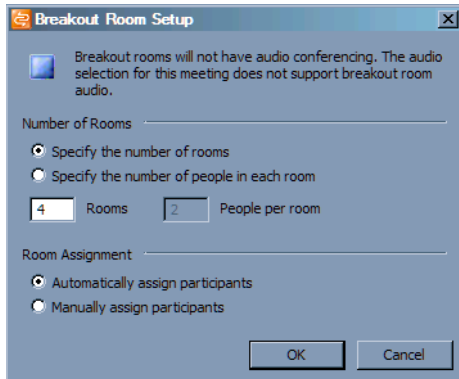 Breakout Room Setup
Breakout rooms will not have audio conferencing. The audio
selection for this meeting does not support breakout room
audio.
Number of Rooms
Specify the number of rooms
Specify the number of people in each room
4 Rooms 2 People per room
Room Assignment
Automatically assign participants
Manually assign participants
OK Cancel